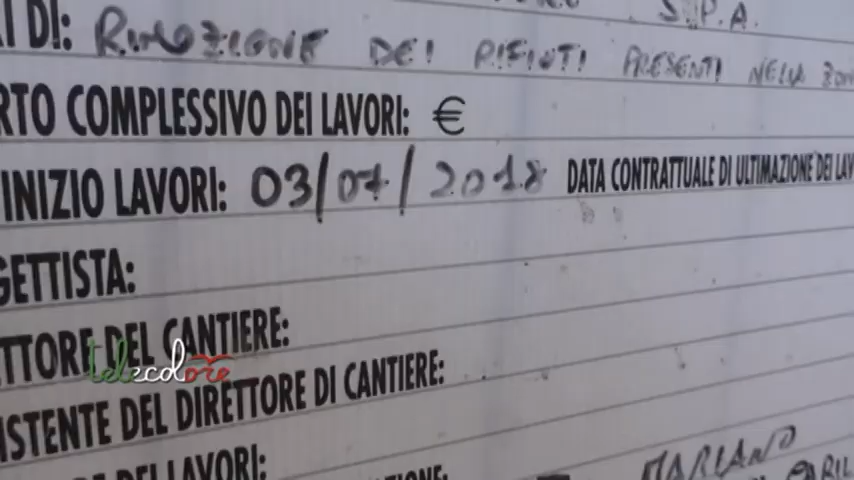 S.P.A.
I DI: RIMOZIONE DEI RIFIUTI PRESENTI NELLA ZON
RTO COMPLESSIVO DEI LAVORI: €
INIZIO LAVORI: 03/07/2018 DATA CONTRATTUALE DI ULTIMAZIONE DEI LAV
GETTISTA:
TTORE DEL CANTIERE:
telecolore
ISTENTE DEL DIRETTORE DI CANTIERE:
DEI LAVORI:
MARIANO